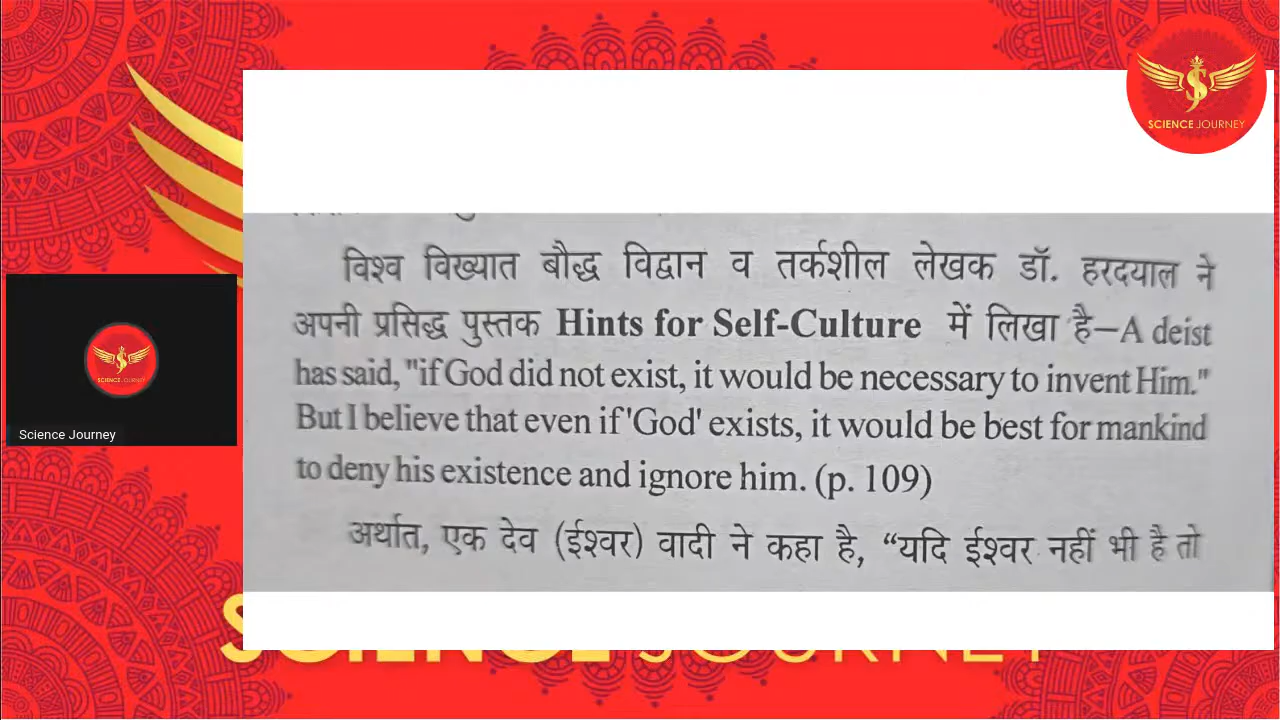 SCIENCE JOURNEY
विश्व विख्यात बौद्ध विद्वान व तर्कशील लेखक डॉ. हरदयाल ने
अपनी प्रसिद्ध पुस्तक Hints for Self-Culture में लिखा है—A deist
has said, "if God did not exist, it would be necessary to invent Him."
But I believe that even if 'God' exists, it would be best for mankind
to deny his existence and ignore him. (p. 109)
अर्थात, एक देव (ईश्वर) वादी ने कहा है, “यदि ईश्वर नहीं भी है तो
SCIENCE JOURNEY
Science Journey